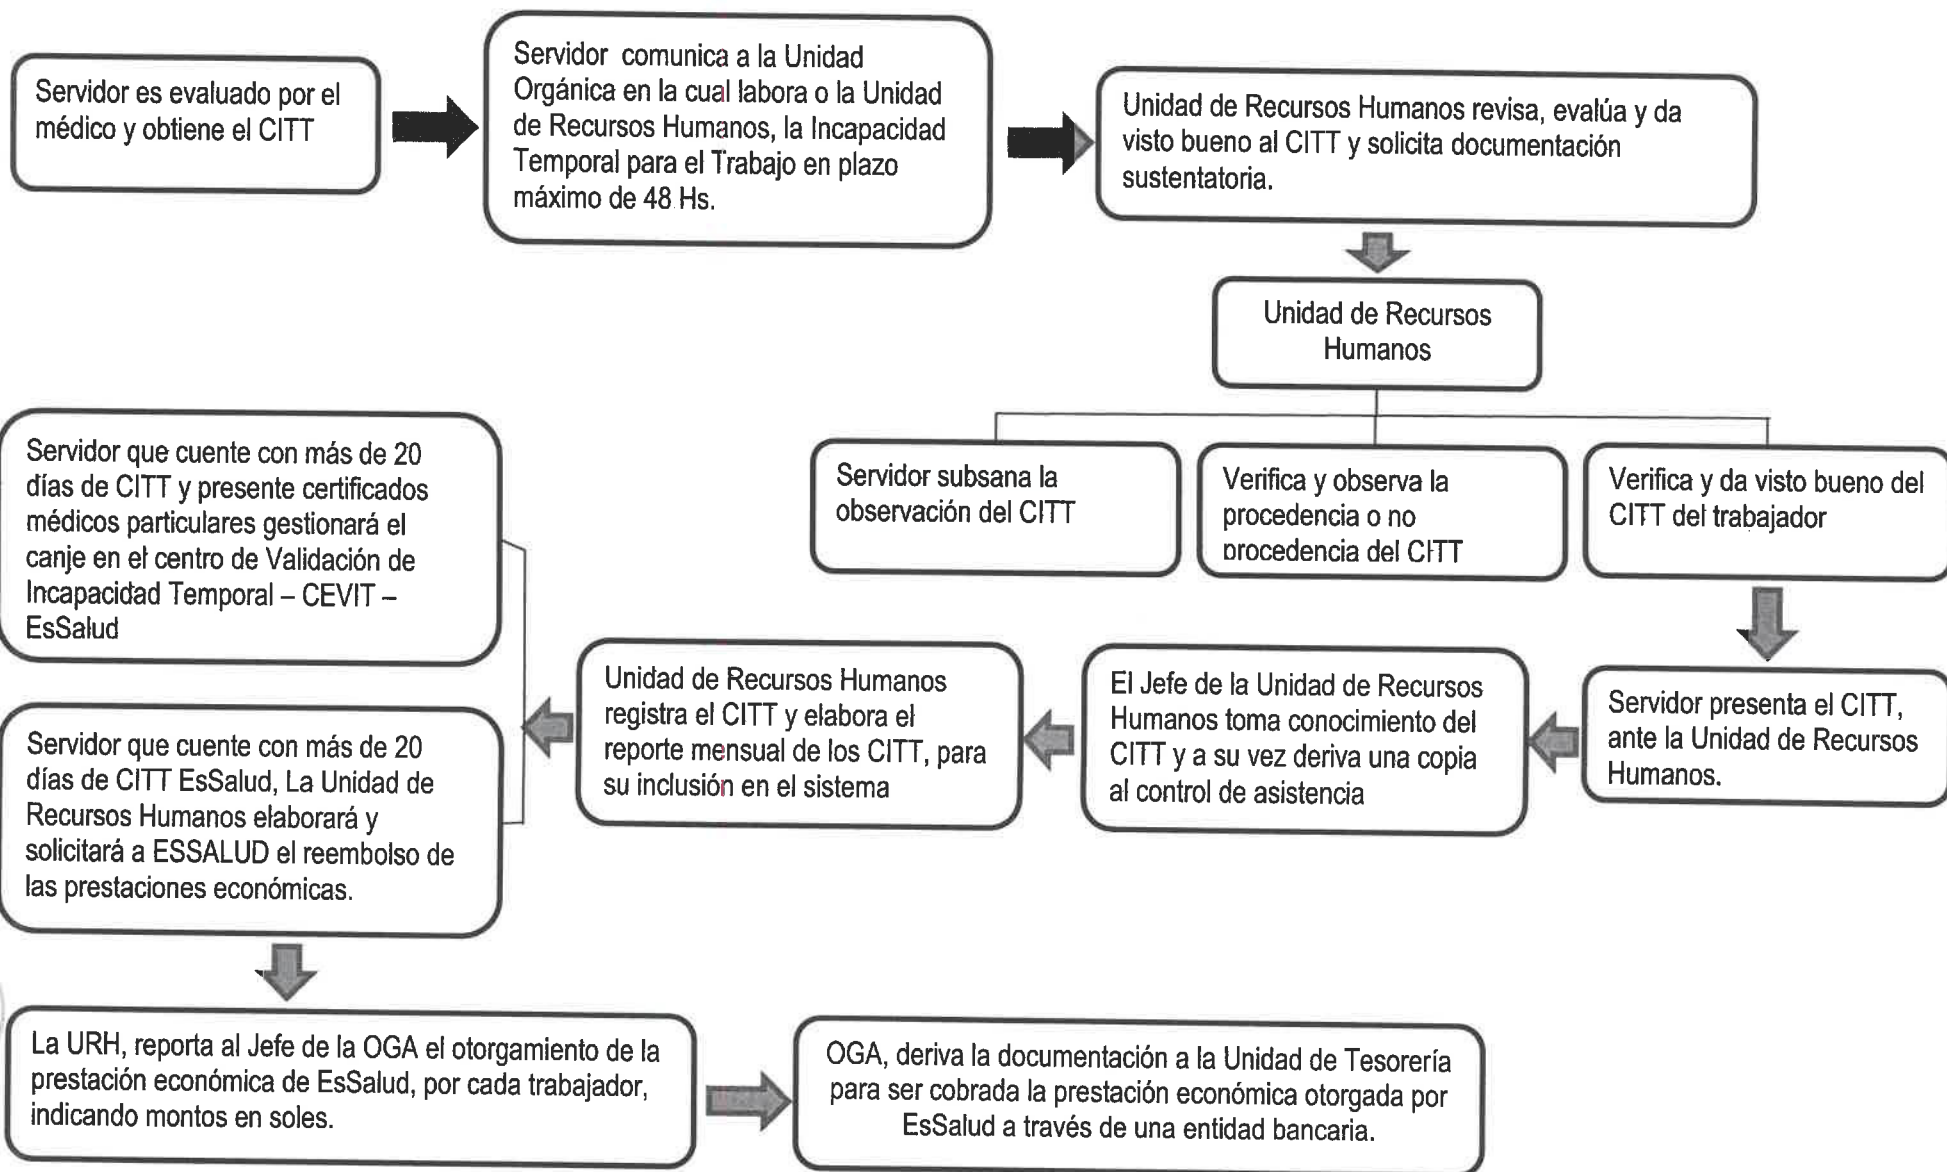 Servidor es evaluado por el
médico y obtiene el CITT
Servidor comunica a la Unidad
Orgánica en la cual labora o la Unidad
de Recursos Humanos, la Incapacidad
Temporal para el Trabajo en plazo
máximo de 48 Hs.
Unidad de Recursos Humanos revisa, evalúa y da
visto bueno al CITT y solicita documentación
sustentatoria.
Unidad de Recursos
Humanos
Servidor subsana la
observación del CITT
Verifica y observa la
procedencia o no
procedencia del CITT
Verifica y da visto bueno del
CITT del trabajador
Servidor presenta el CITT,
ante la Unidad de Recursos
Humanos.
El Jefe de la Unidad de Recursos
Humanos toma conocimiento del
CITT y a su vez deriva una copia
al control de asistencia
Unidad de Recursos Humanos
registra el CITT y elabora el
reporte mensual de los CITT, para
su inclusión en el sistema
Servidor que cuente con más de 20
días de CITT y presente certificados
médicos particulares gestionará el
canje en el centro de Validación de
Incapacidad Temporal – CEVIT –
EsSalud
Servidor que cuente con más de 20
días de CITT EsSalud, La Unidad de
Recursos Humanos elaborará y
solicitará a ESSALUD el reembolso de
las prestaciones económicas.
La URH, reporta al Jefe de la OGA el otorgamiento de la
prestación económica de EsSalud, por cada trabajador,
indicando montos en soles.
OGA, deriva la documentación a la Unidad de Tesorería
para ser cobrada la prestación económica otorgada por
EsSalud a través de una entidad bancaria.